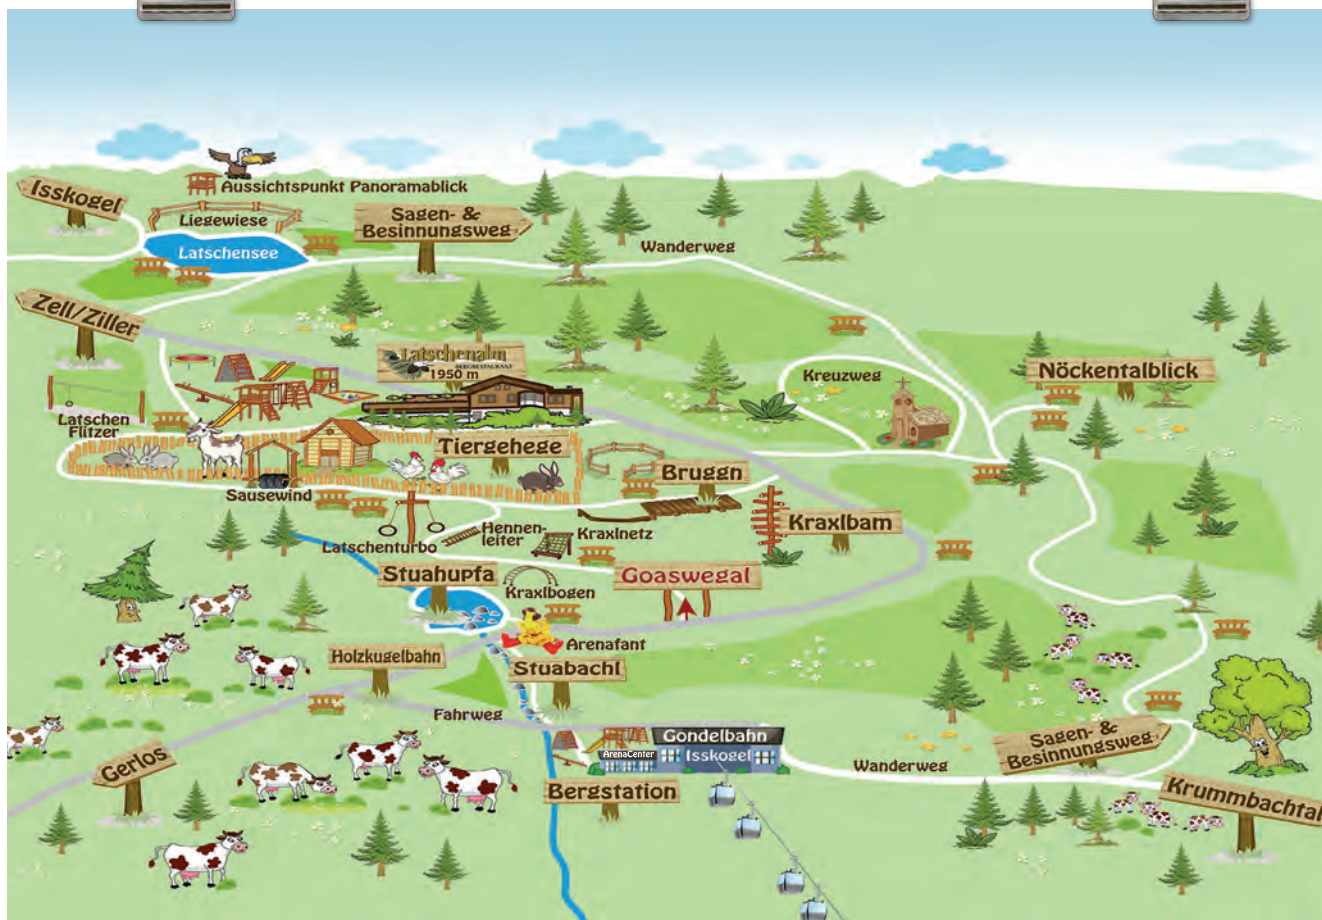 Aussichtspunkt Panoramablick
Isskogel
Liegewiese
Latschensee
Sagen- &
Besinnungsweg
Wanderweg
Zell/Ziller
Latschenalm
BERGRESTAURANT
1950 m
Kreuzweg
Nöckentalblick
Latschen
Flitzer
Tiergehege
Bruggn
Sausewind
Latschenturbo
Hennen-
leiter
Kraxlnetz
Kraxlbam
Stuahupfa
Kraxlbogen
Goaswegal
Arenafant
Holzkugelbahn
Stuabachl
Fahrweg
Gondelbahn
ArenaCenter
Isskogel
Bergstation
Gerlos
Wanderweg
Sagen- &
Besinnungsweg
Krummbachtal